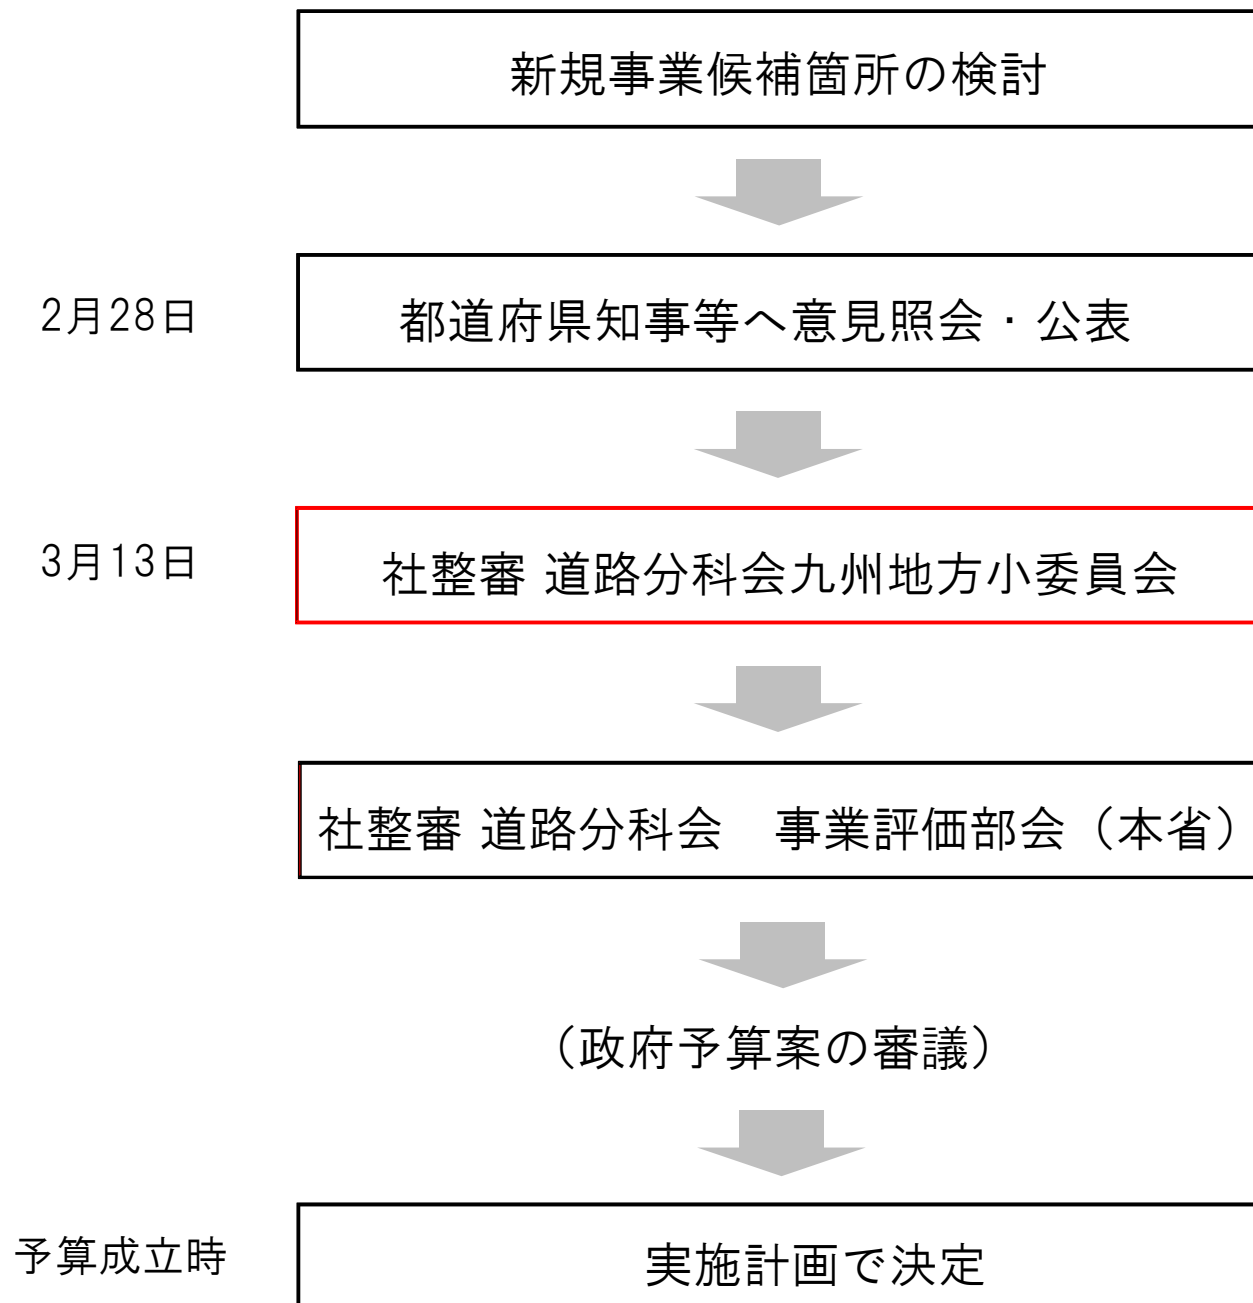 新規事業候補箇所の検討
2月28日
都道府県知事等へ意見照会・公表
3月13日
社整審 道路分科会九州地方小委員会
社整審 道路分科会　事業評価部会（本省）
（政府予算案の審議）
予算成立時
実施計画で決定